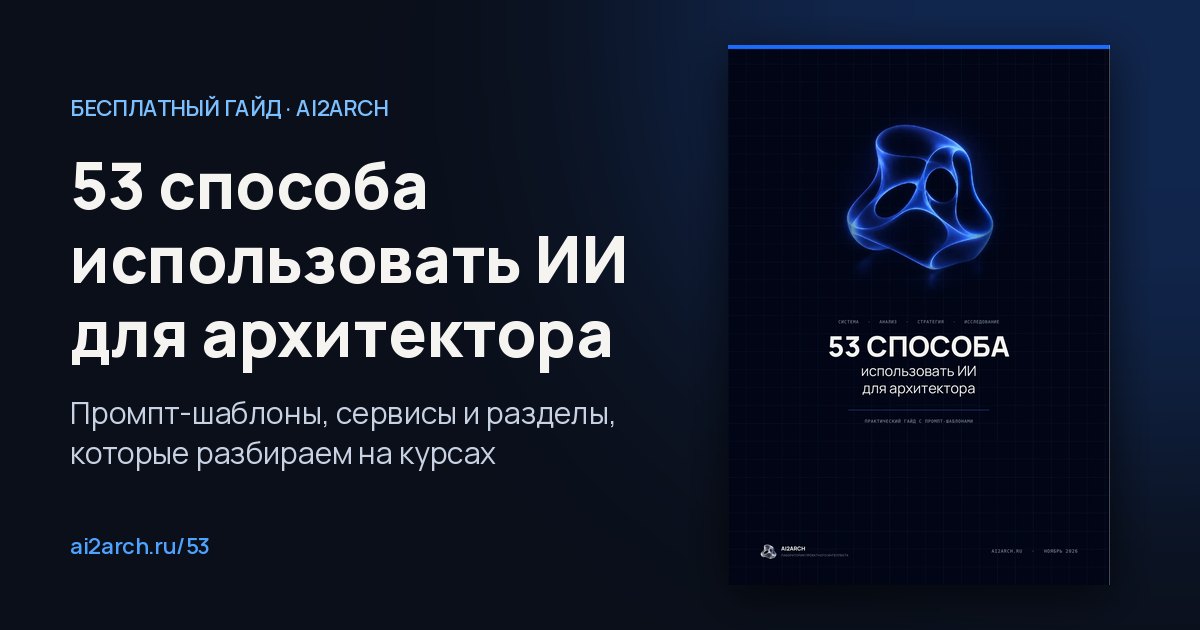 БЕСПЛАТНЫЙ ГАЙД · AI2ARCH
53 способа
использовать ИИ
для архитектора
Промпт-шаблоны, сервисы и разделы,
которые разбираем на курсах
ai2arch.ru/53
СИСТЕМА · АНАЛИЗ · СТРАТЕГИЯ · ИССЛЕДОВАНИЕ
53 СПОСОБА
использовать ИИ
для архитектора
ПРАКТИЧЕСКИЙ ГАЙД С ПРОМПТ-ШАБЛОНАМИ
AI2ARCH
AI2ARCH.RU · НОЯБРЬ 2026